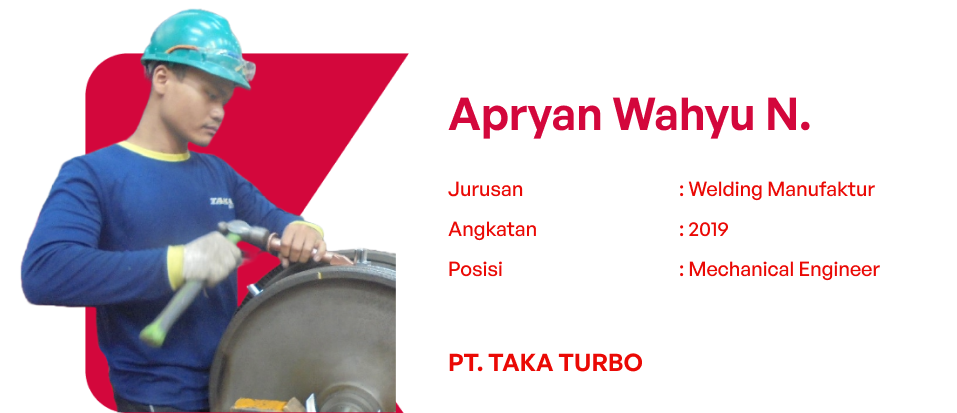 Apryan Wahyu N.
Jurusan : Welding Manufaktur
Angkatan : 2019
Posisi : Mechanical Engineer
PT. TAKA TURBO